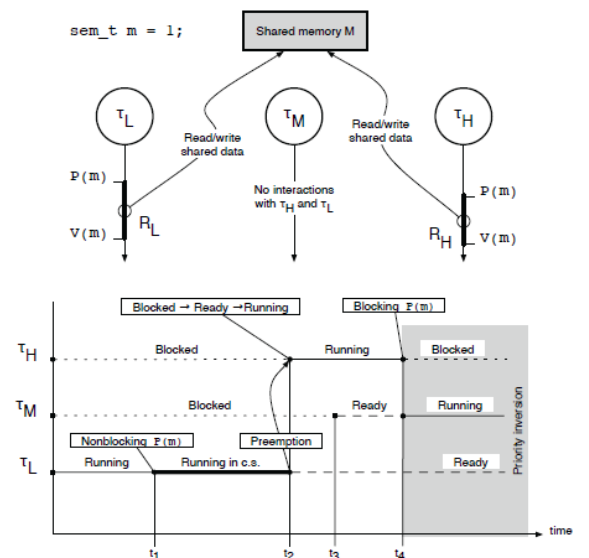 sem_t m = 1;
Shared memory M
τL
τM
τH
Read/write
shared data
Read/write
shared data
P(m)
V(m)
RL
No interactions
with τH and τL
P(m)
V(m)
RH
Blocked → Ready →Running
Blocking P(m)
τH
Blocked
Running
Blocked
τM
Blocked
Ready
Running
Nonblocking P(m)
Preemption
τL
Running
Running in c.s.
Ready
Priority inversion
time
t1
t2
t3
t4